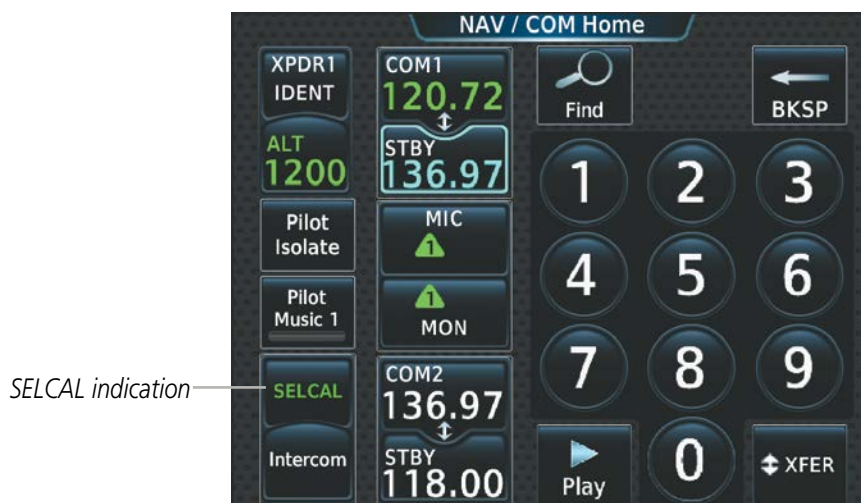 NAV / COM Home
XPDR1
IDENT
ALT
1200
Pilot
Isolate
Pilot
Music 1
SELCAL indication
SELCAL
Intercom
COM1
120.72
STBY
136.97
MIC
1
1
MON
COM2
136.97
STBY
118.00
Find
BKSP
1 2 3
4 5 6
7 8 9
Play
0
XFER